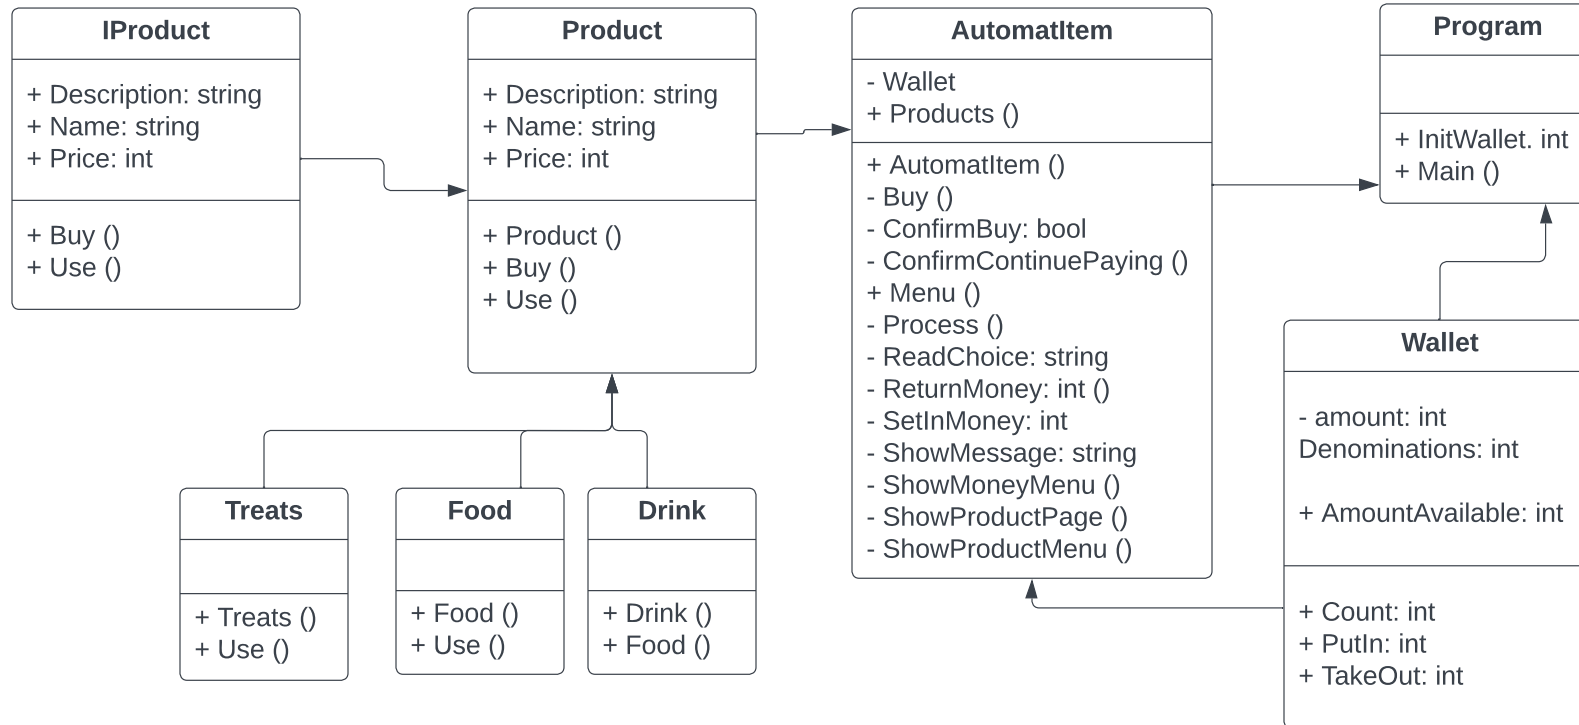 IProduct
+ Description: string
+ Name: string
+ Price: int
+ Buy ()
+ Use ()
Product
+ Description: string
+ Name: string
+ Price: int
+ Product ()
+ Buy ()
+ Use ()
AutomatItem
- Wallet
+ Products ()
+ AutomatItem ()
- Buy ()
- ConfirmBuy: bool
- ConfirmContinuePaying ()
+ Menu ()
- Process ()
- ReadChoice: string
- ReturnMoney: int ()
- SetInMoney: int
- ShowMessage: string
- ShowMoneyMenu ()
- ShowProductPage ()
- ShowProductMenu ()
Program
+ InitWallet. int
+ Main ()
Treats
+ Treats ()
+ Use ()
Food
+ Food ()
+ Use ()
Drink
+ Drink ()
+ Food ()
Wallet
- amount: int
Denominations: int
+ AmountAvailable: int
+ Count: int
+ PutIn: int
+ TakeOut: int